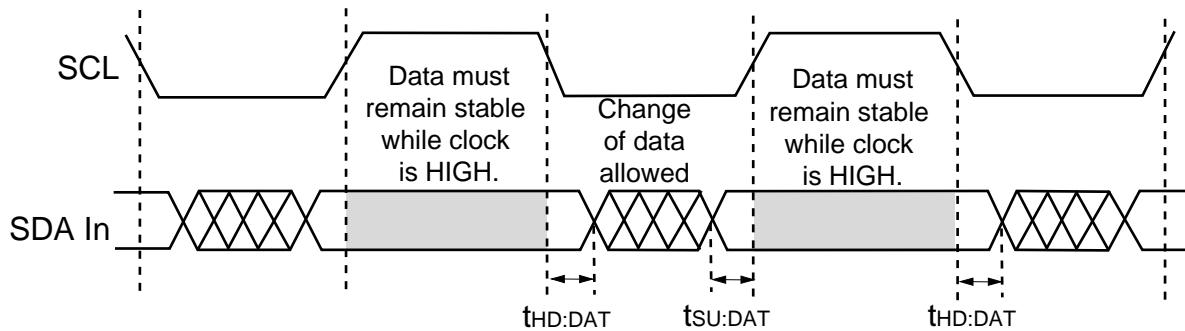 SCL
Data must
remain stable
while clock
is HIGH.
Change
of data
allowed
Data must
remain stable
while clock
is HIGH.
SDA In
tHD:DAT
tSU:DAT
tHD:DAT